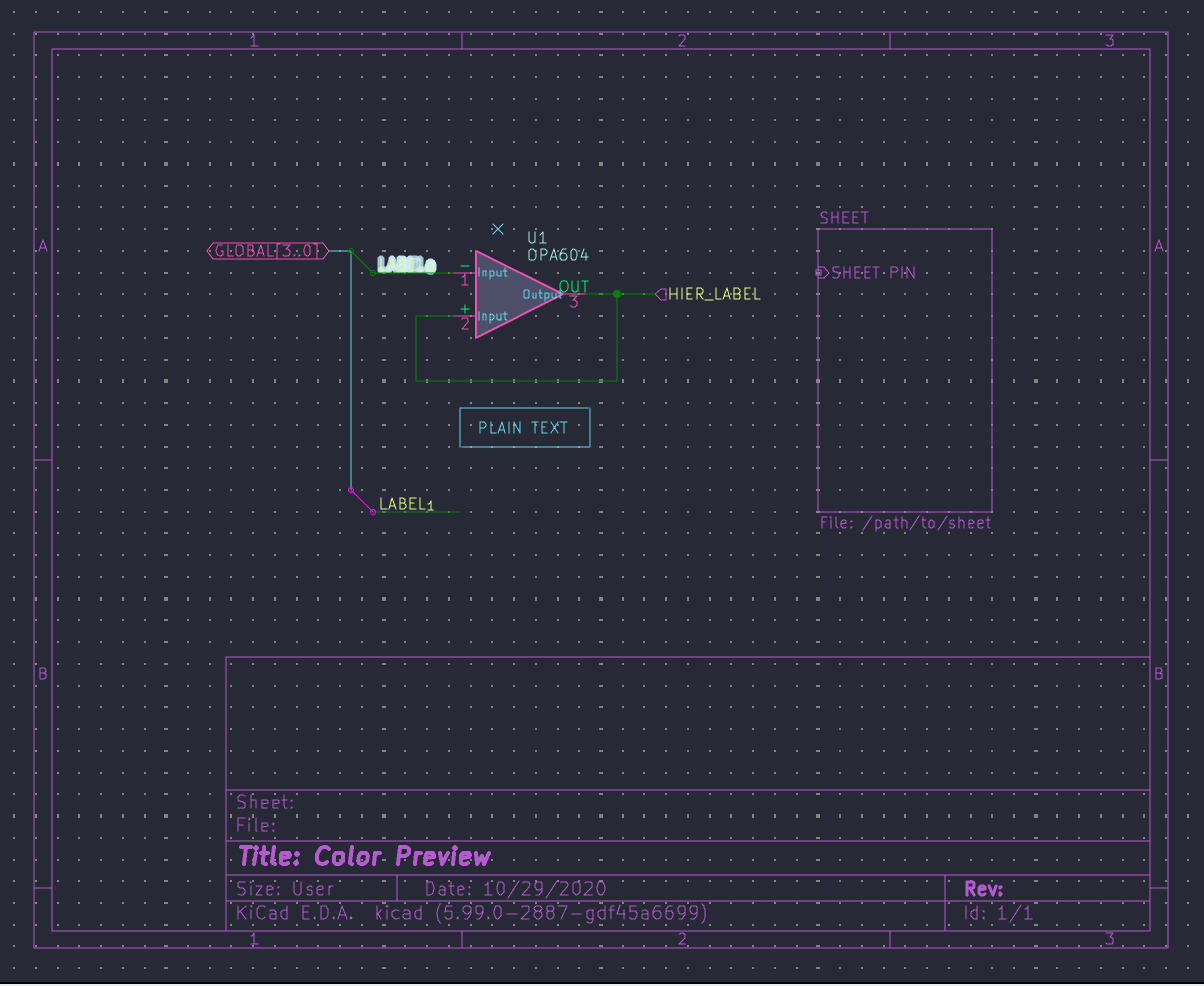 1 2 3
A A
SHEET
U1
OPA604
GLOBAL[3..0]
LABEL0
-
1
Input
SHEET PIN
OUT
Output
3
HIER_LABEL
+
2
Input
PLAIN TEXT
LABEL1
File: /path/to/sheet
B B
Sheet:
File:
Title: Color Preview
Size: User Date: 10/29/2020 Rev:
KiCad E.D.A. kicad (5.99.0-2887-gdf45a6699) Id: 1/1
1 2 3